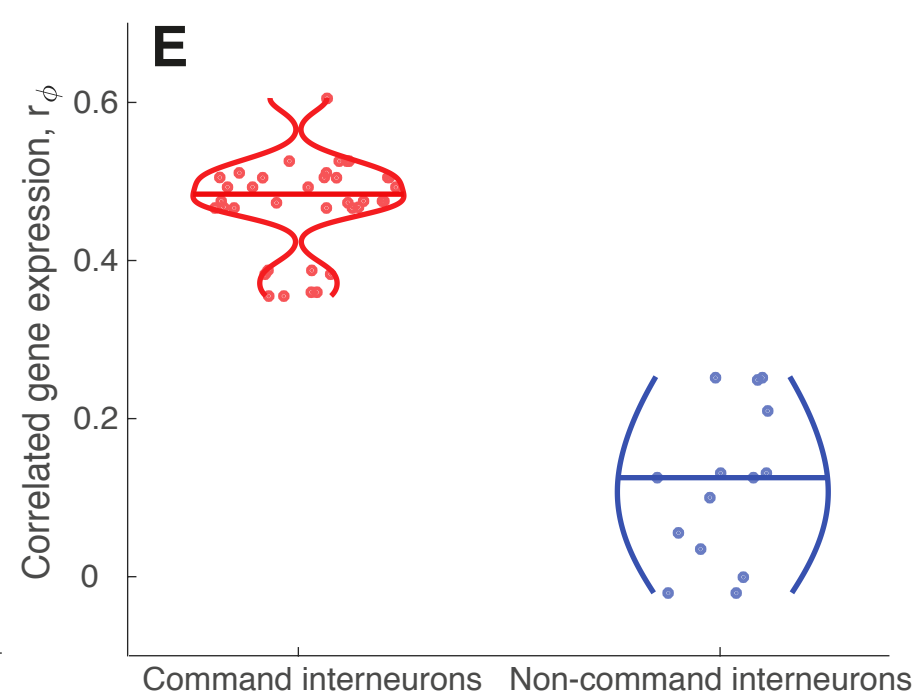 E
Correlated gene expression, rϕ
0.6
0.4
0.2
0
Command interneurons
Non-command interneurons